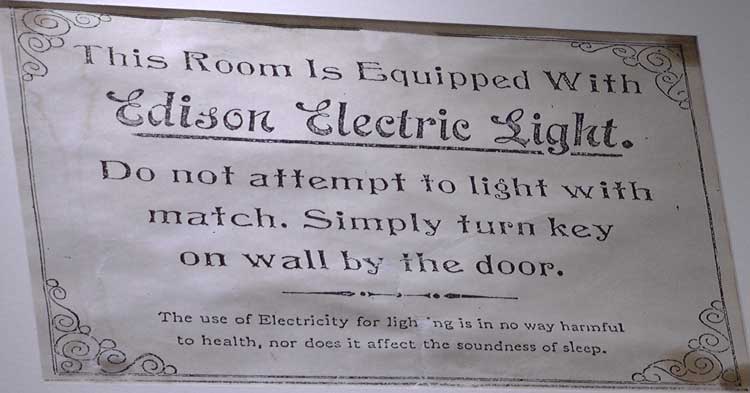 This Room Is Equipped With
Edison Electric Light.
Do not attempt to light with
match. Simply turn key
on wall by the door.
The use of Electricity for ligh ng is in no way harmful
to health, nor does it affect the soundness of sleep.